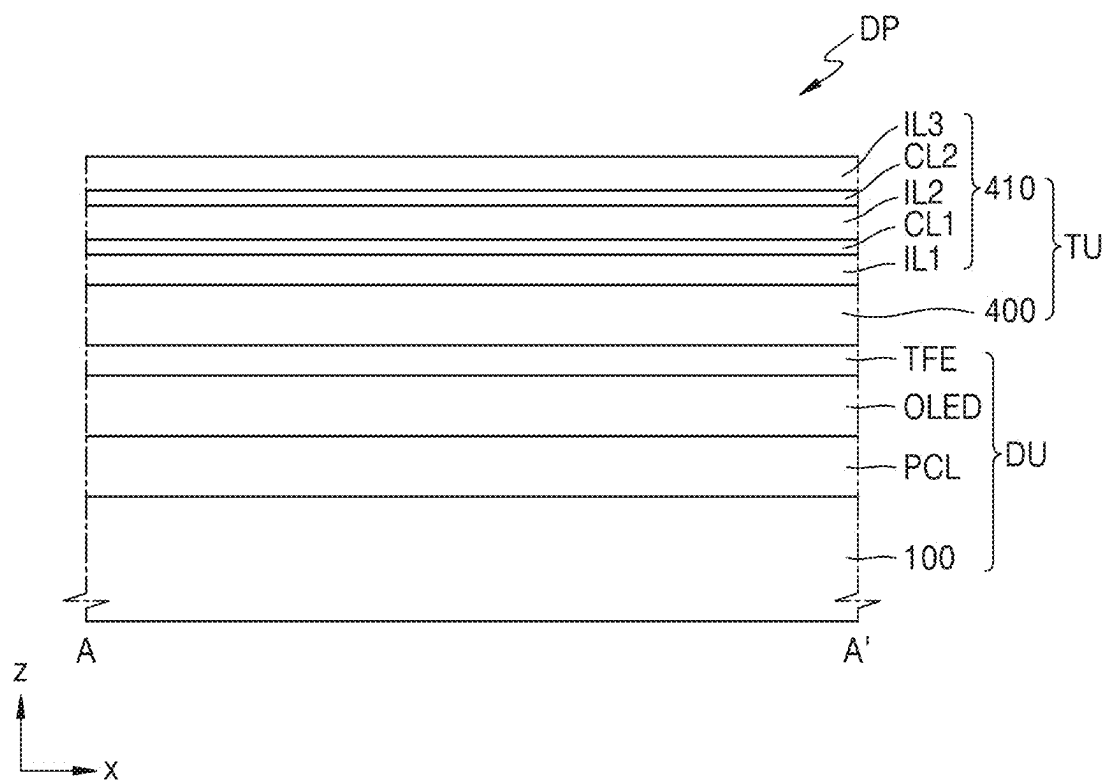 DP
IL3
CL2
IL2
CL1
IL1
410
TU
400
TFE
OLED
PCL
DU
100
A
A'
z
x